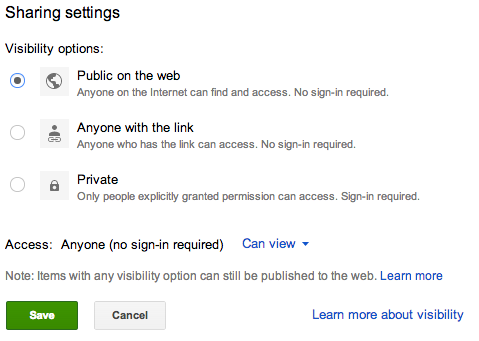 Sharing settings
Visibility options:
Public on the web
Anyone on the Internet can find and access. No sign-in required.
Anyone with the link
Anyone who has the link can access. No sign-in required.
Private
Only people explicitly granted permission can access. Sign-in required.
Access: Anyone (no sign-in required) Can view
Note: Items with any visibility option can still be published to the web. Learn more
Save Cancel Learn more about visibility